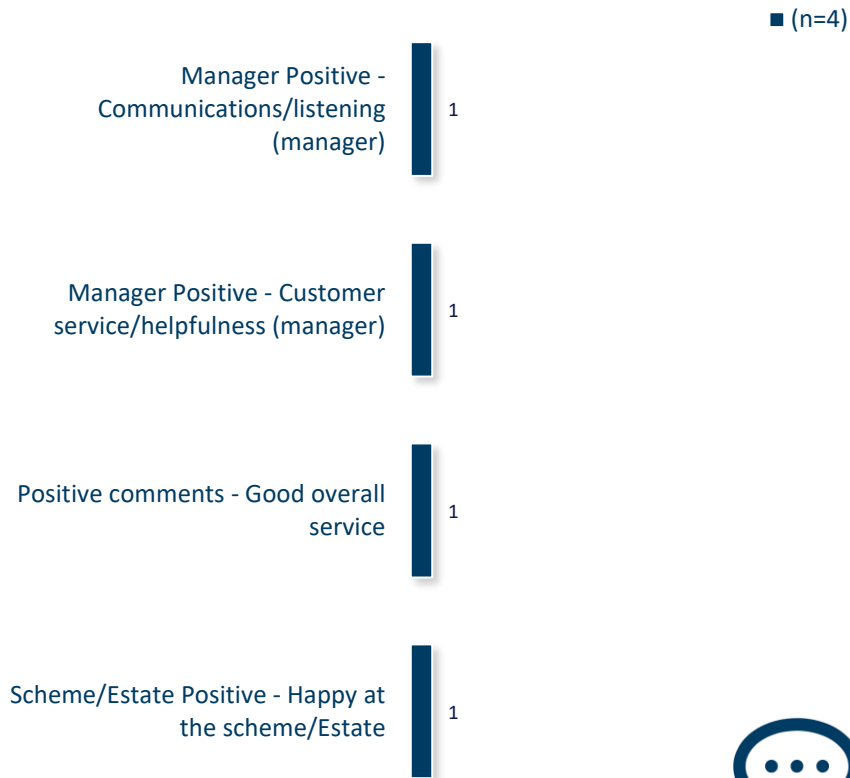 (n=4)
Manager Positive -
Communications/listening
(manager)
1
Manager Positive - Customer
service/helpfulness (manager)
1
Positive comments - Good overall
service
1
Scheme/Estate Positive - Happy at
the scheme/Estate
1